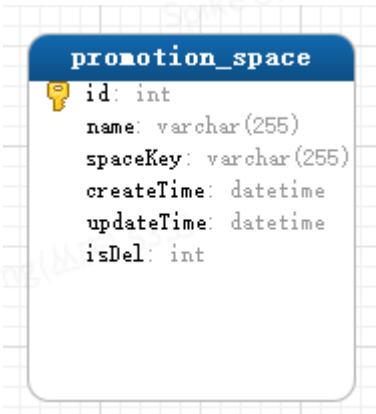 promotion_space
id: int
name: varchar(255)
spaceKey: varchar(255)
createTime: datetime
updateTime: datetime
isDel: int